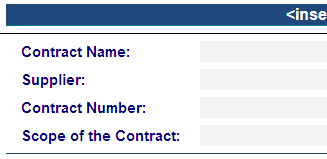 <inse
Contract Name:
Supplier:
Contract Number:
Scope of the Contract: